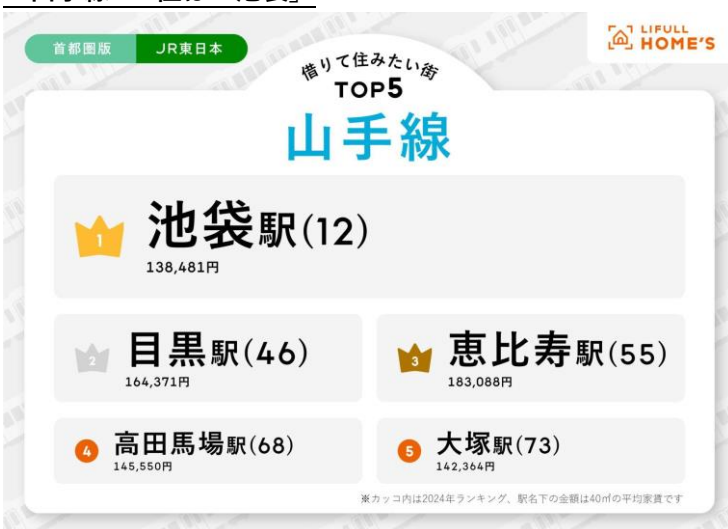 首都圏版
JR東日本
LIFULL
HOME'S
借りて住みたい街
TOP5
山手線
1
池袋駅(12)
138,481円
2
目黒駅(46)
164,371円
3
恵比寿駅(55)
183,088円
4
高田馬場駅(68)
145,550円
5
大塚駅(73)
142,364円
※カッコ内は2024年ランキング、駅名下の金額は40㎡の平均家賃です